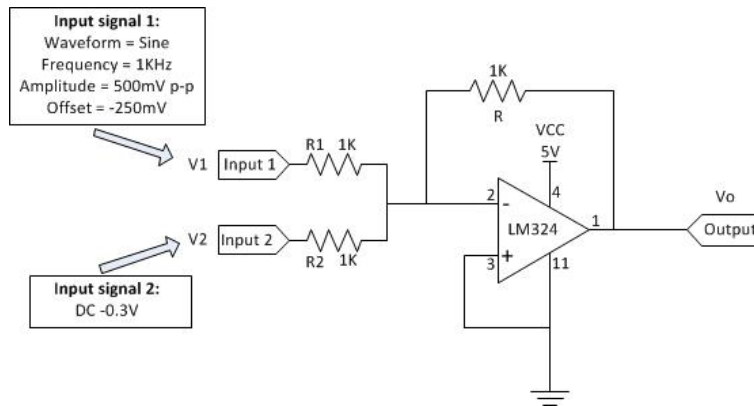 Input signal 1:
Waveform = Sine
Frequency = 1KHz
Amplitude = 500mV p-p
Offset = -250mV
1K
R
VCC
5V
R1 1K
V1 Input 1
2 - 4
Vo
LM324 1
Output
V2 Input 2
R2 1K
3 + 11
Input signal 2:
DC -0.3V